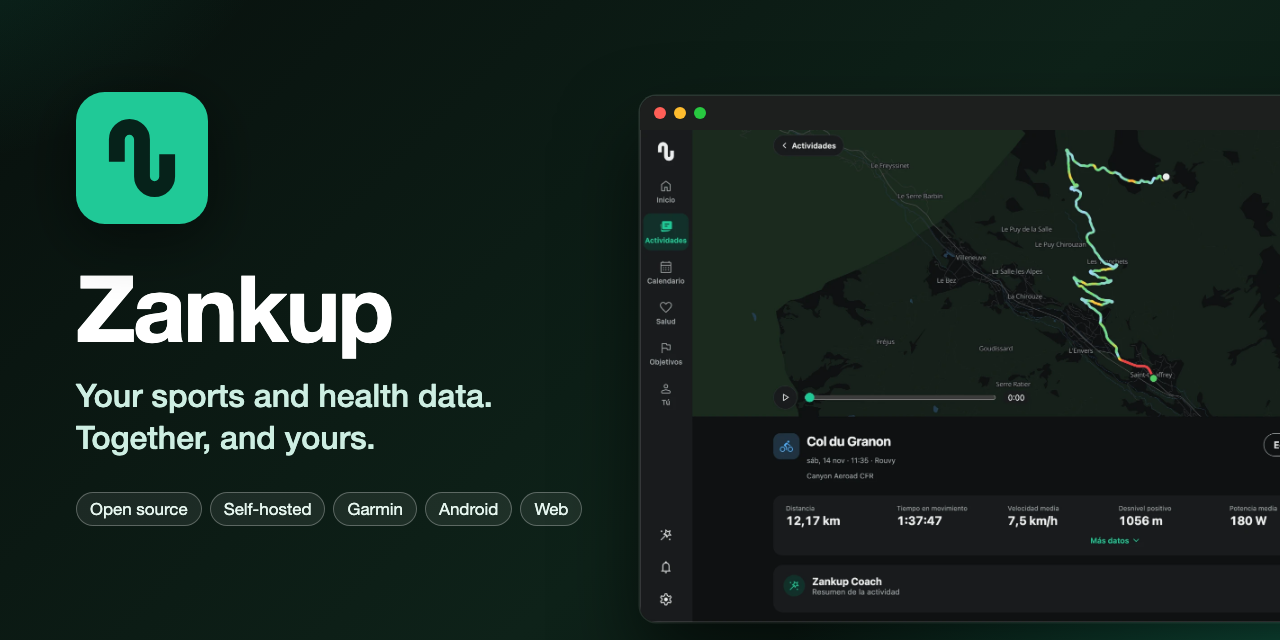 Zankup
Your sports and health data.
Together, and yours.
Open source
Self-hosted
Garmin
Android
Web
Actividades
Inicio
Actividades
Calendario
Salud
Objetivos
Tú
Le Freyssinet
Le Serre Barbin
Le Puy de la Salle
Le Puy Chirouzan
Villeneuve
La Salle-les-Alpes
Le Bez
La Chirouze
Fréjus
Goudissard
L'Envers
Serre Ratier
0:00
Col du Granon
sáb, 14 nov · 11:35 · Rouvy
Canyon Aeroad CFR
Distancia
12,17 km
Tiempo en movimiento
1:37:47
Velocidad media
7,5 km/h
Desnivel positivo
1056 m
Potencia media
180 W
Más datos
Zankup Coach
Resumen de la actividad